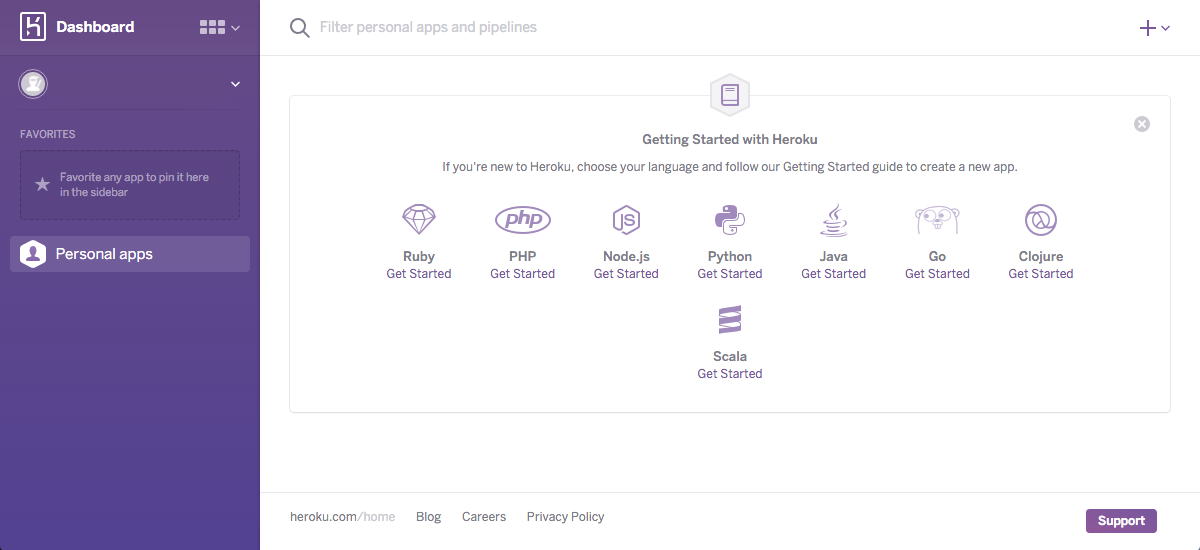 Dashboard
Filter personal apps and pipelines
FAVORITES
Favorite any app to pin it here
in the sidebar
Personal apps
Getting Started with Heroku
If you're new to Heroku, choose your language and follow our Getting Started guide to create a new app.
php
JS
Ruby PHP Node.js Python Java Go Clojure
Get Started Get Started Get Started Get Started Get Started Get Started Get Started
Scala
Get Started
heroku.com/home Blog Careers Privacy Policy
Support